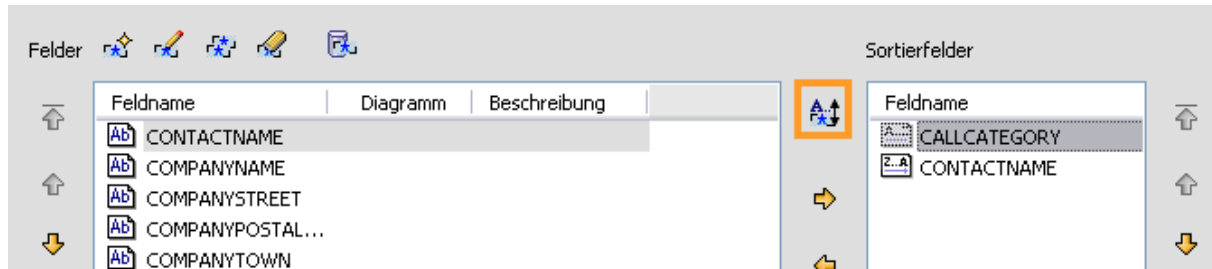 Felder
Sortierfelder
Feldname Diagramm Beschreibung
CONTACTNAME
COMPANYNAME
COMPANYSTREET
COMPANYPOSTAL...
COMPANYTOWN
Feldname
CALLCATEGORY
CONTACTNAME